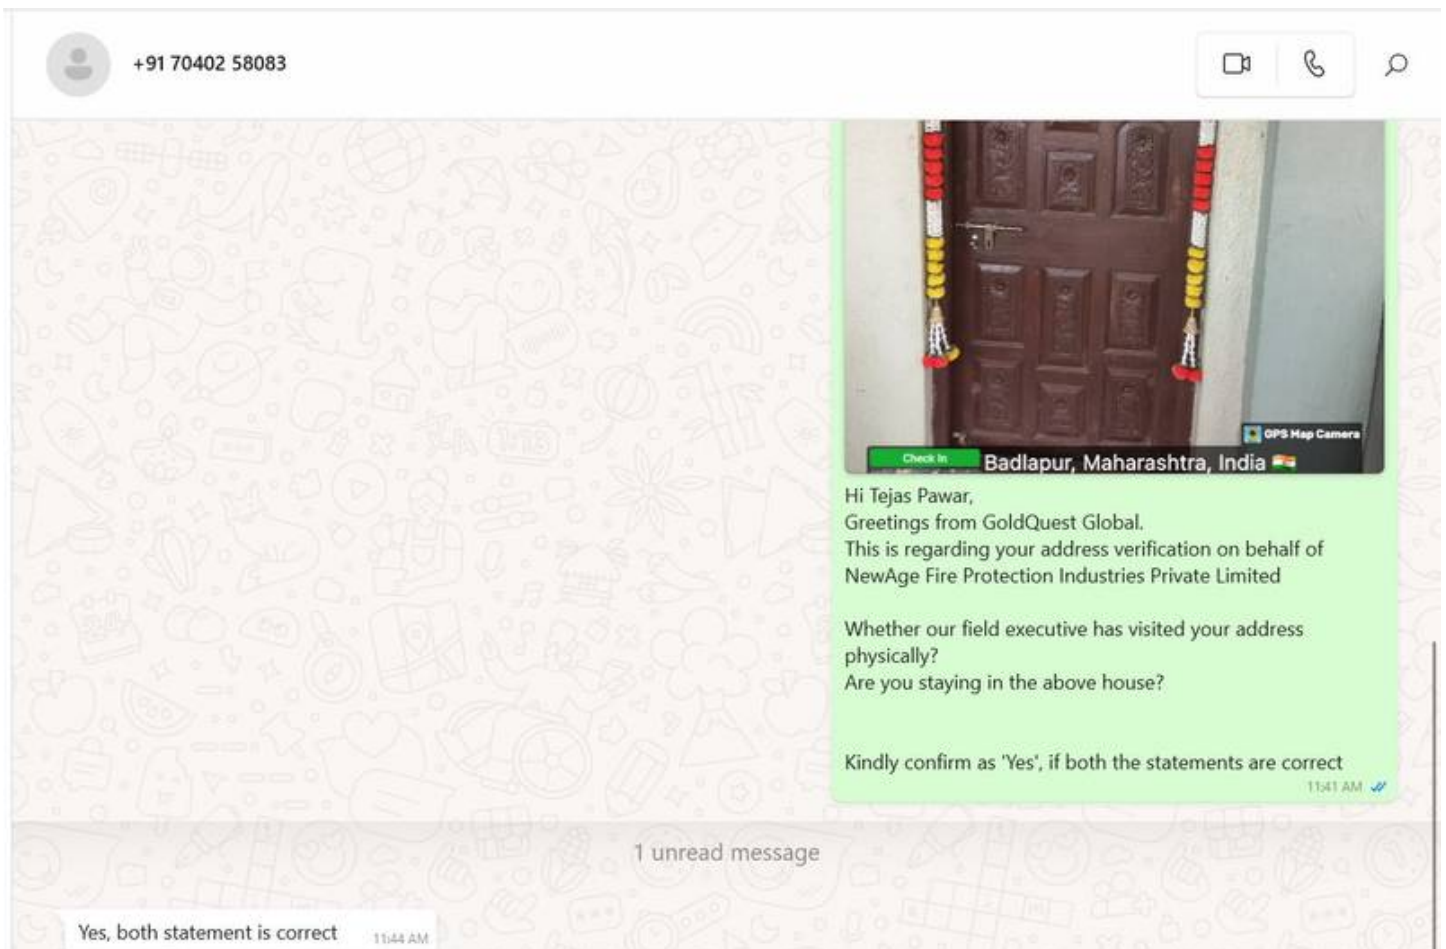 +91 70402 58083
GPS Map Camera
Check In
Badlapur, Maharashtra, India
Hi Tejas Pawar,
Greetings from GoldQuest Global.
This is regarding your address verification on behalf of
NewAge Fire Protection Industries Private Limited
Whether our field executive has visited your address
physically?
Are you staying in the above house?
Kindly confirm as 'Yes', if both the statements are correct
11:41 AM
1 unread message
Yes, both statement is correct
11:44 AM